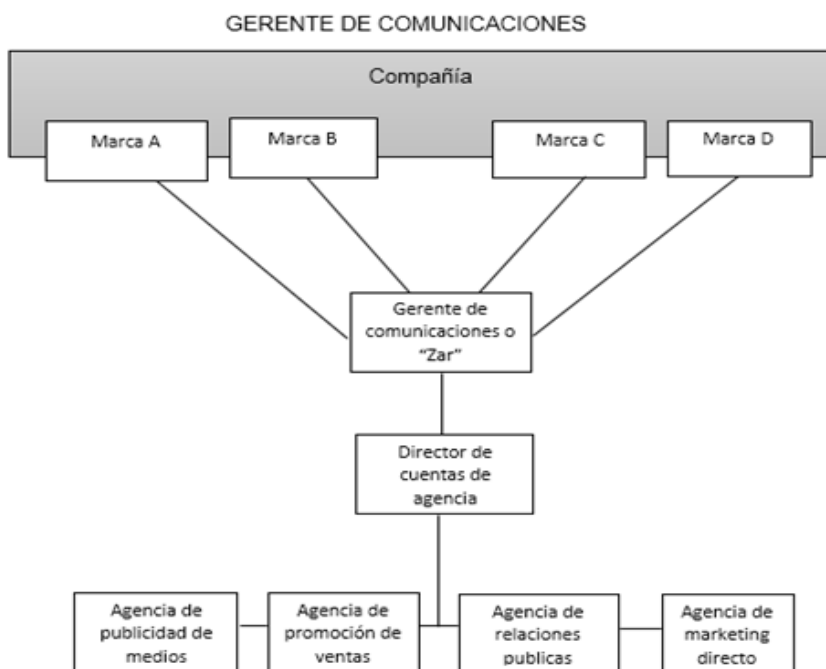 GERENTE DE COMUNICACIONES
Compañía
Marca A
Marca B
Marca C
Marca D
Gerente de
comunicaciones o
“Zar”
Director de
cuentas de
agencia
Agencia de
publicidad de
medios
Agencia de
promoción de
ventas
Agencia de
relaciones
publicas
Agencia de
marketing
directo